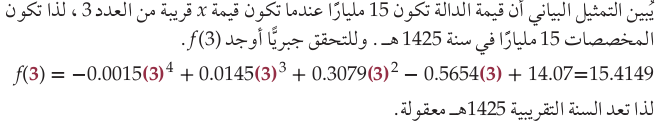 يُبين التمثيل البياني أن قيمة الدالة تكون 15 مليارًا عندما تكون قيمة x قريبة من العدد 3 ، لذا تكون
المخصصات 15 مليارًا في سنة 1425 هـ . وللتحقق جبريًّا أوجد f(3).
f(3) = −0.0015(3)⁴ + 0.0145(3)³ + 0.3079(3)² − 0.5654(3) + 14.07=15.4149
لذا تعد السنة التقريبية 1425هـ معقولة.